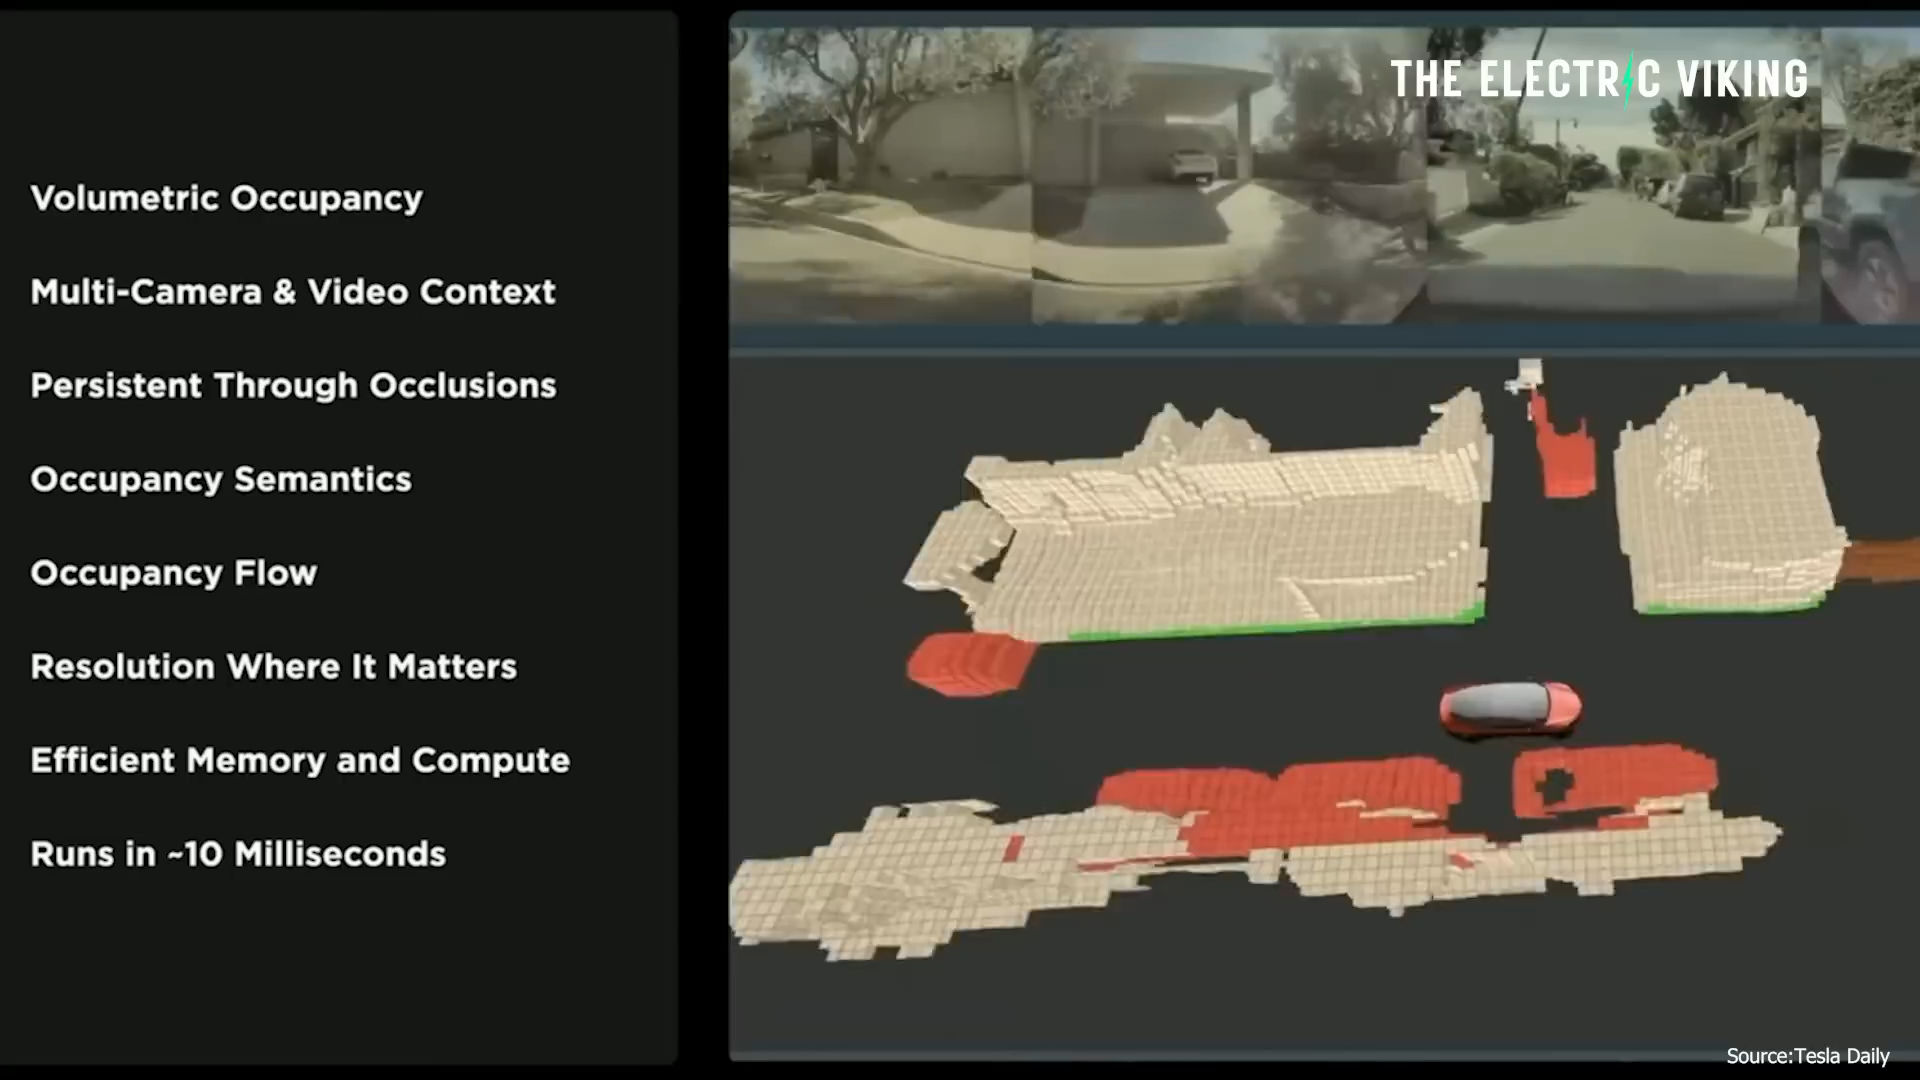 THE ELECTRIC VIKING
Volumetric Occupancy
Multi-Camera & Video Context
Persistent Through Occlusions
Occupancy Semantics
Occupancy Flow
Resolution Where It Matters
Efficient Memory and Compute
Runs in ~10 Milliseconds
Source:Tesla Daily